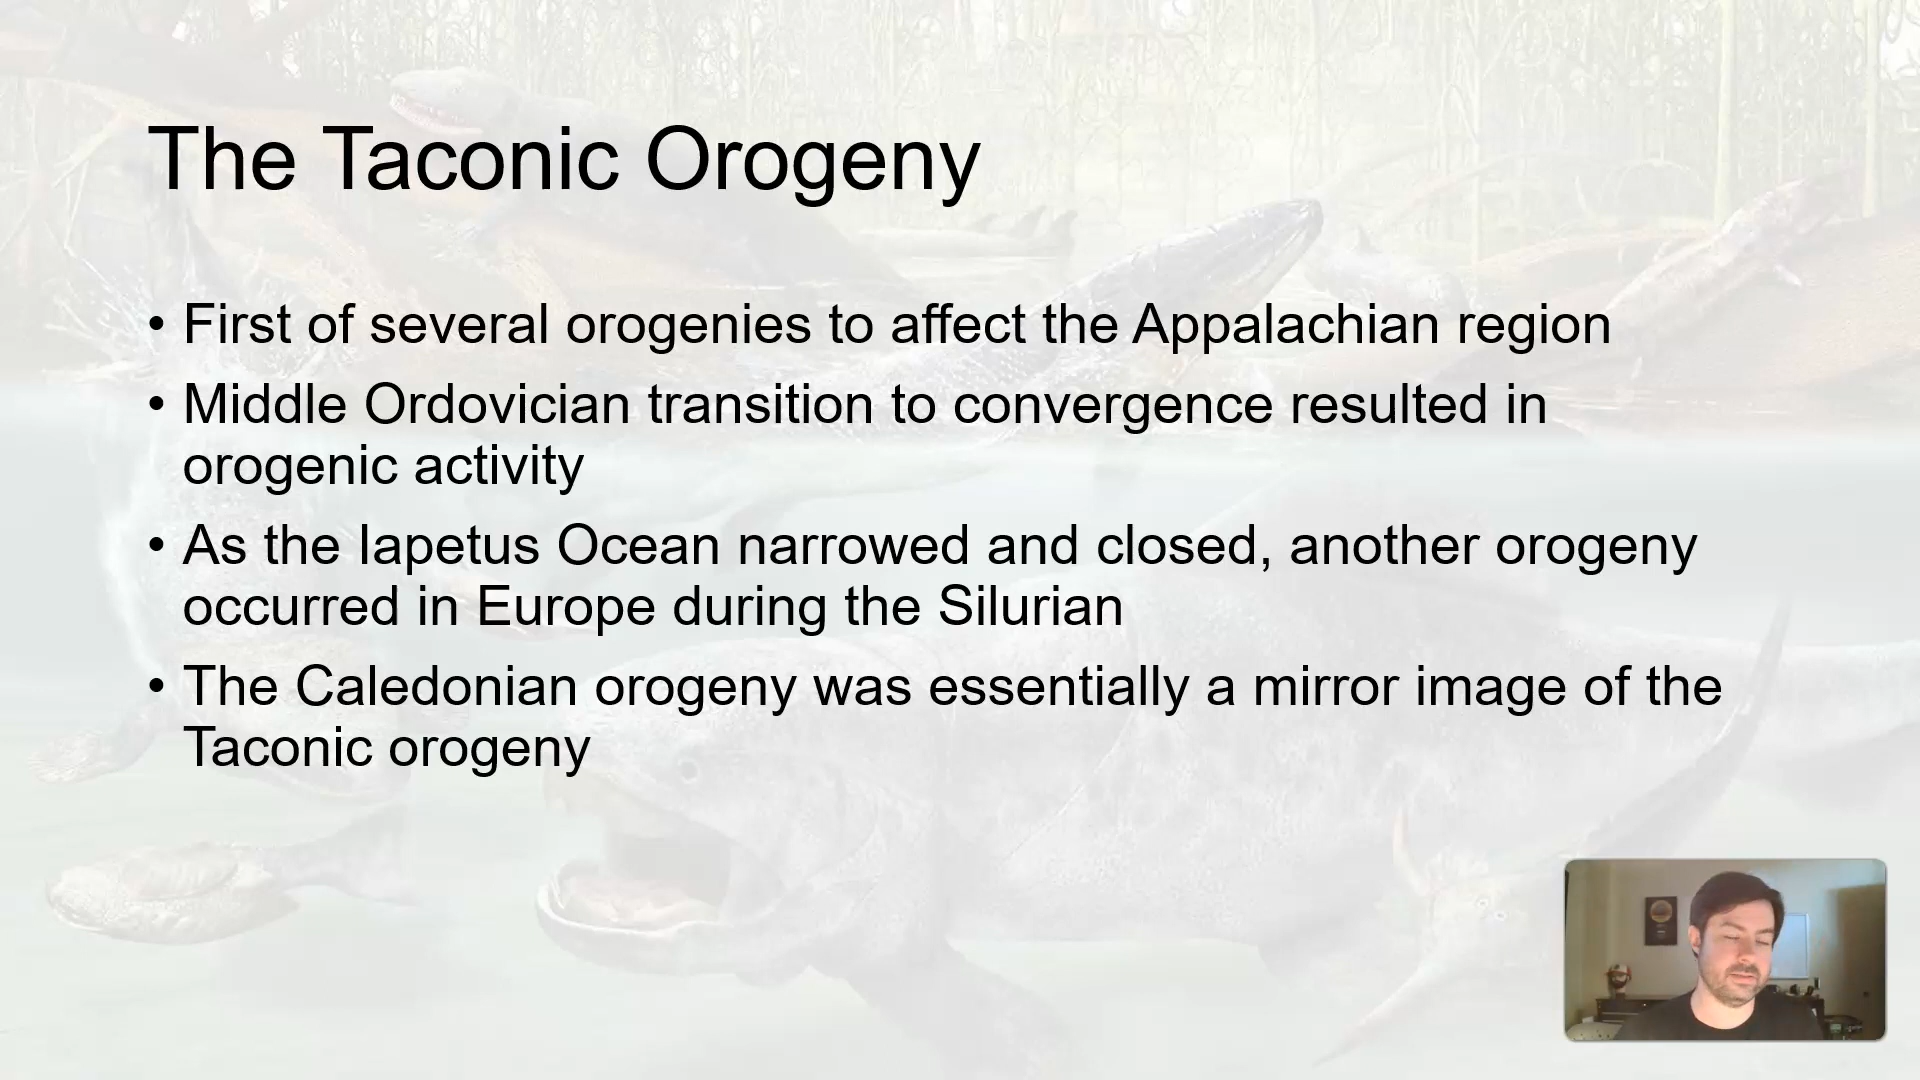 The Taconic Orogeny
• First of several orogenies to affect the Appalachian region
• Middle Ordovician transition to convergence resulted in
orogenic activity
• As the Iapetus Ocean narrowed and closed, another orogeny
occurred in Europe during the Silurian
• The Caledonian orogeny was essentially a mirror image of the
Taconic orogeny